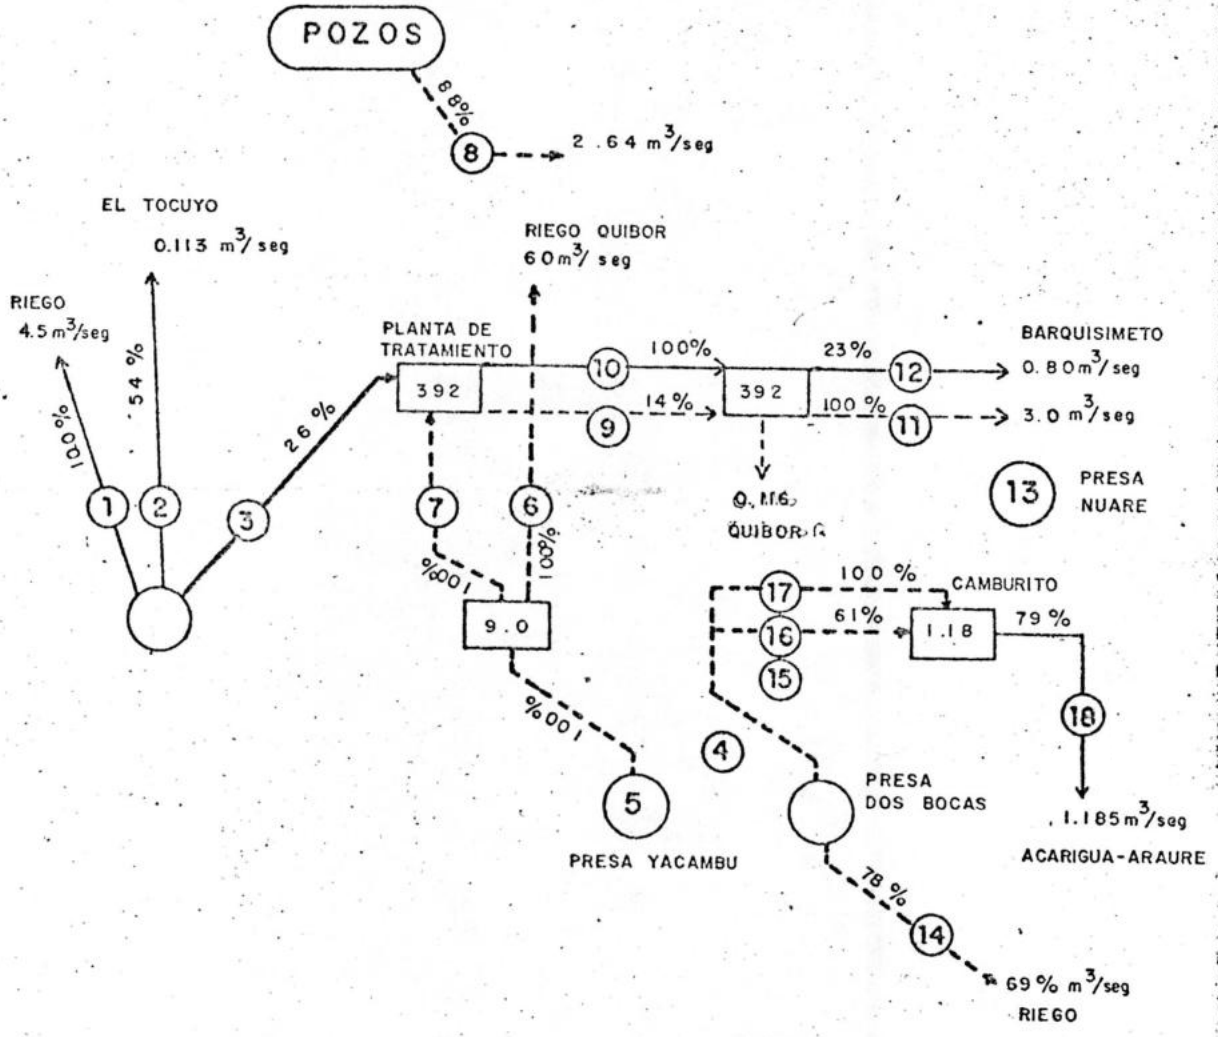 POZOS
88%
8
2.64 m³/seg
EL TOCUYO
0.113 m³/seg
RIEGO QUIBOR
60 m³/seg
RIEGO
4.5 m³/seg
PLANTA DE
TRATAMIENTO
BARQUISIMETO
100%
54 %
26 %
392
10
100%
392
23%
12
0.80 m³/seg
9
14 %
100 %
11
3.0 m³/seg
1
2
3
7
6
13
PRESA
NUARE
QUIBOR
100%
100%
9.0
17
100 %
CAMBURITO
16
61%
1.18
79 %
15
100%
18
4
5
PRESA YACAMBU
PRESA
DOS BOCAS
1.185 m³/seg
ACARIGUA-ARAURE
78 %
14
69% m³/seg
RIEGO